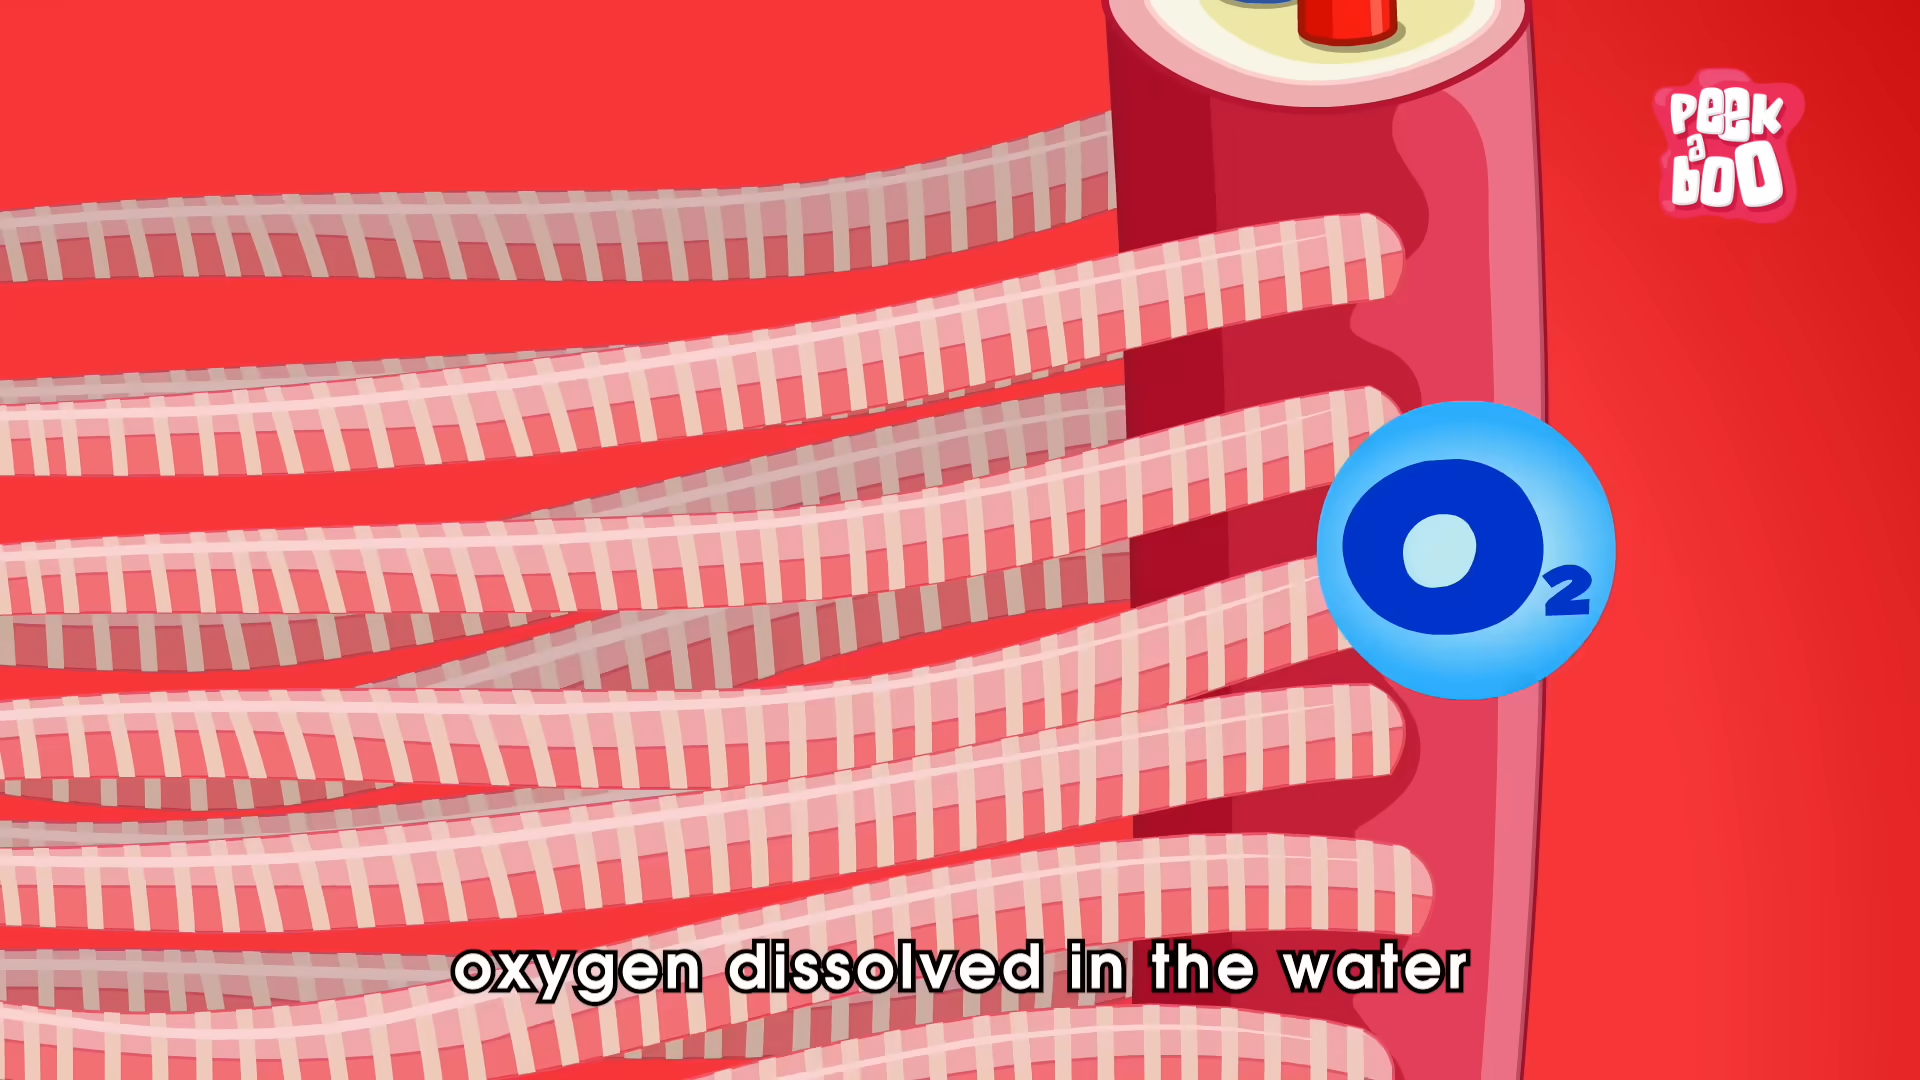 Peek
a
boo
O₂
oxygen dissolved in the water